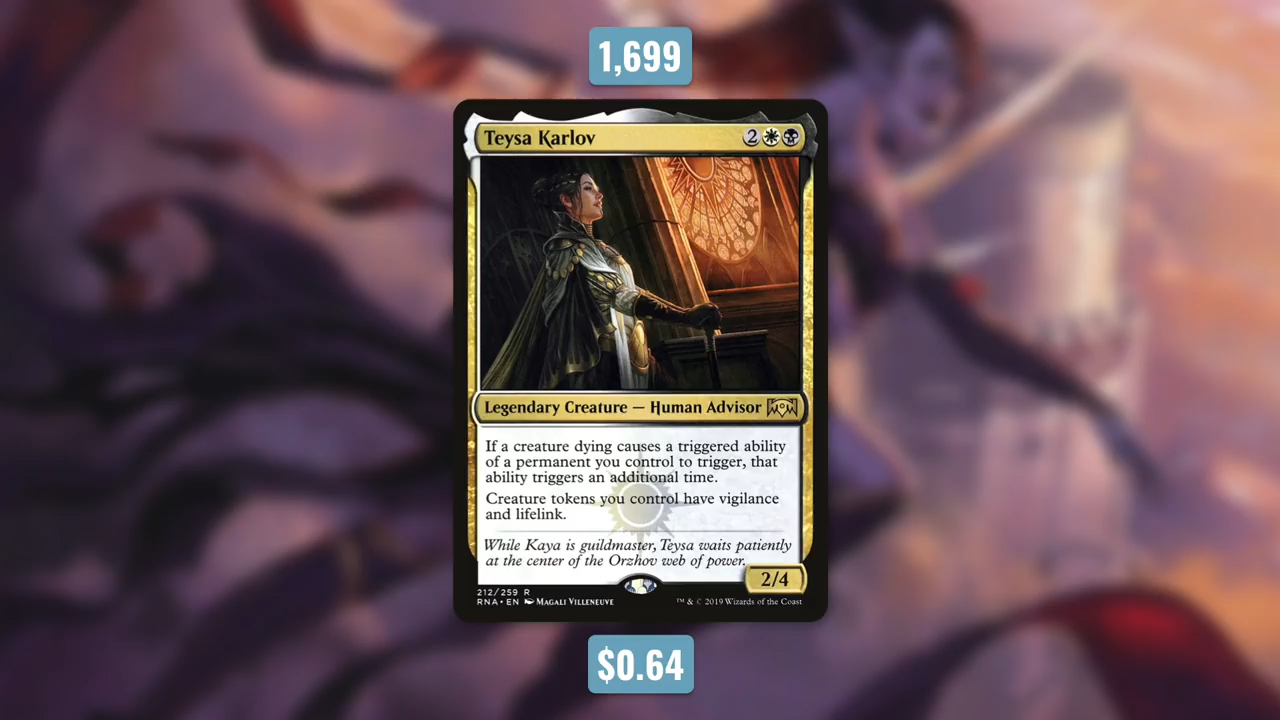 1,699
Teysa Karlov 2
Legendary Creature — Human Advisor
If a creature dying causes a triggered ability
of a permanent you control to trigger, that
ability triggers an additional time.
Creature tokens you control have vigilance
and lifelink.
While Kaya is guildmaster, Teysa waits patiently
at the center of the Orzhov web of power.
2/4
212/259 R
RNA • EN MAGALI VILLENEUVE
™ & © 2019 Wizards of the Coast
$0.64